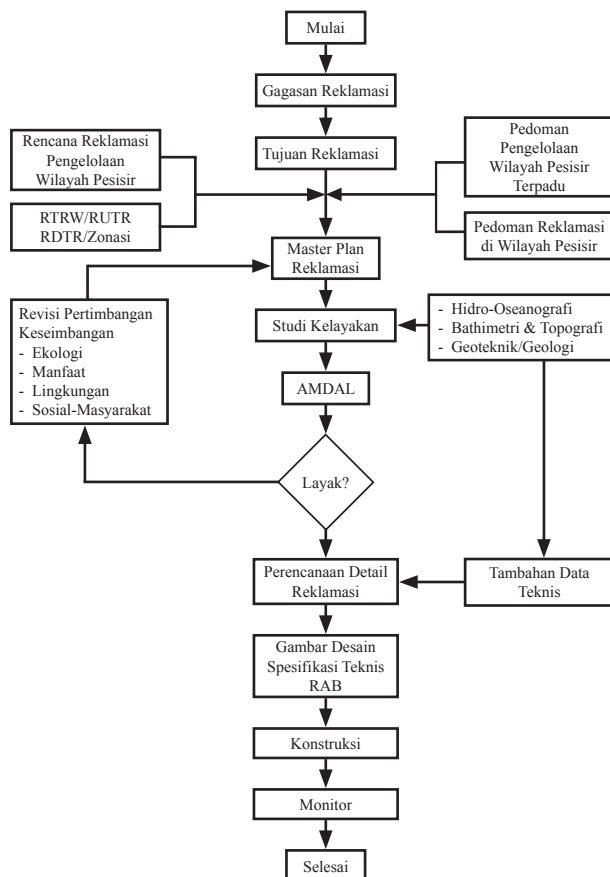 Mulai
Gagasan Reklamasi
Tujuan Reklamasi
Rencana Reklamasi
Pengelolaan
Wilayah Pesisir
RTRW/RUTR
RDTR/Zonasi
Pedoman
Pengelolaan
Wilayah Pesisir
Terpadu
Pedoman Reklamasi
di Wilayah Pesisir
Master Plan
Reklamasi
Revisi Pertimbangan
Keseimbangan
- Ekologi
- Manfaat
- Lingkungan
- Sosial-Masyarakat
Studi Kelayakan
- Hidro-Oseanografi
- Bathimetri & Topografi
- Geoteknik/Geologi
AMDAL
Layak?
Perencanaan Detail
Reklamasi
Tambahan Data
Teknis
Gambar Desain
Spesifikasi Teknis
RAB
Konstruksi
Monitor
Selesai